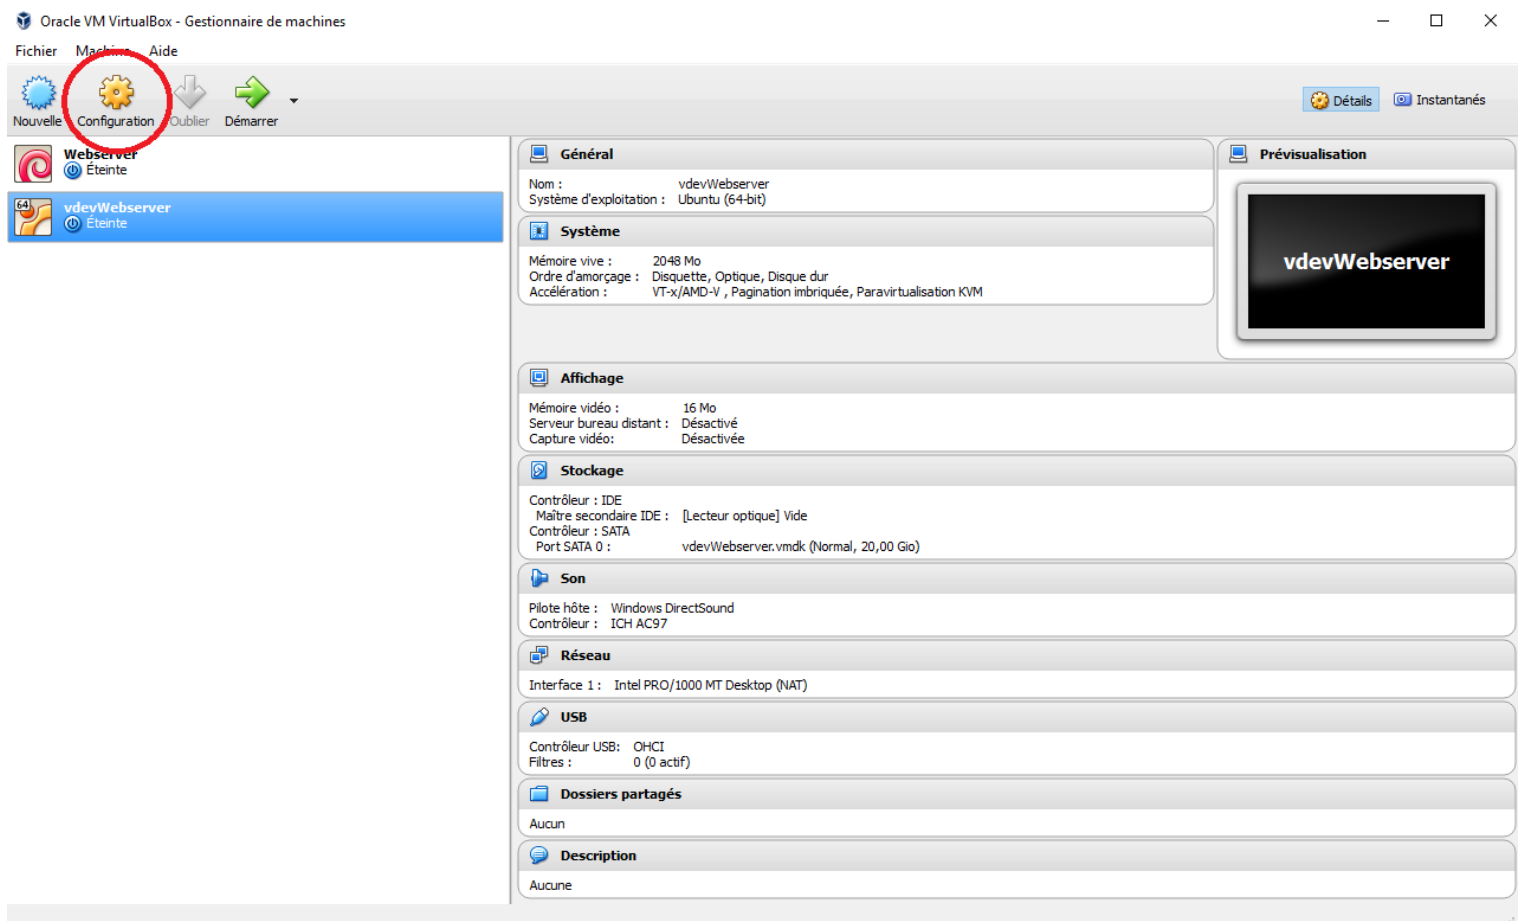 Oracle VM VirtualBox - Gestionnaire de machines
Fichier Machine Aide
Nouvelle Configuration Oublier Démarrer
Détails Instantanés
Webserver
Éteinte
64
vdevWebserver
Éteinte
Général
Nom : vdevWebserver
Système d'exploitation : Ubuntu (64-bit)
Système
Mémoire vive : 2048 Mo
Ordre d'amorçage : Disquette, Optique, Disque dur
Accélération : VT-x/AMD-V , Pagination imbriquée, Paravirtualisation KVM
Prévisualisation
vdevWebserver
Affichage
Mémoire vidéo : 16 Mo
Serveur bureau distant : Désactivé
Capture vidéo: Désactivée
Stockage
Contrôleur : IDE
Maître secondaire IDE : [Lecteur optique] Vide
Contrôleur : SATA
Port SATA 0 : vdevWebserver.vmdk (Normal, 20,00 Gio)
Son
Pilote hôte : Windows DirectSound
Contrôleur : ICH AC97
Réseau
Interface 1 : Intel PRO/1000 MT Desktop (NAT)
USB
Contrôleur USB: OHCI
Filtres : 0 (0 actif)
Dossiers partagés
Aucun
Description
Aucune